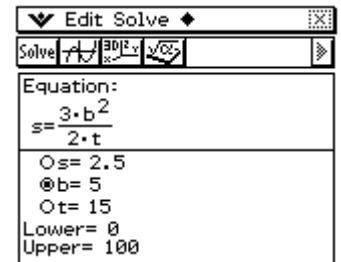 Edit Solve
Solve
Equation:
s=3·b²/2·t
s= 2.5
b= 5
t= 15
Lower= 0
Upper= 100